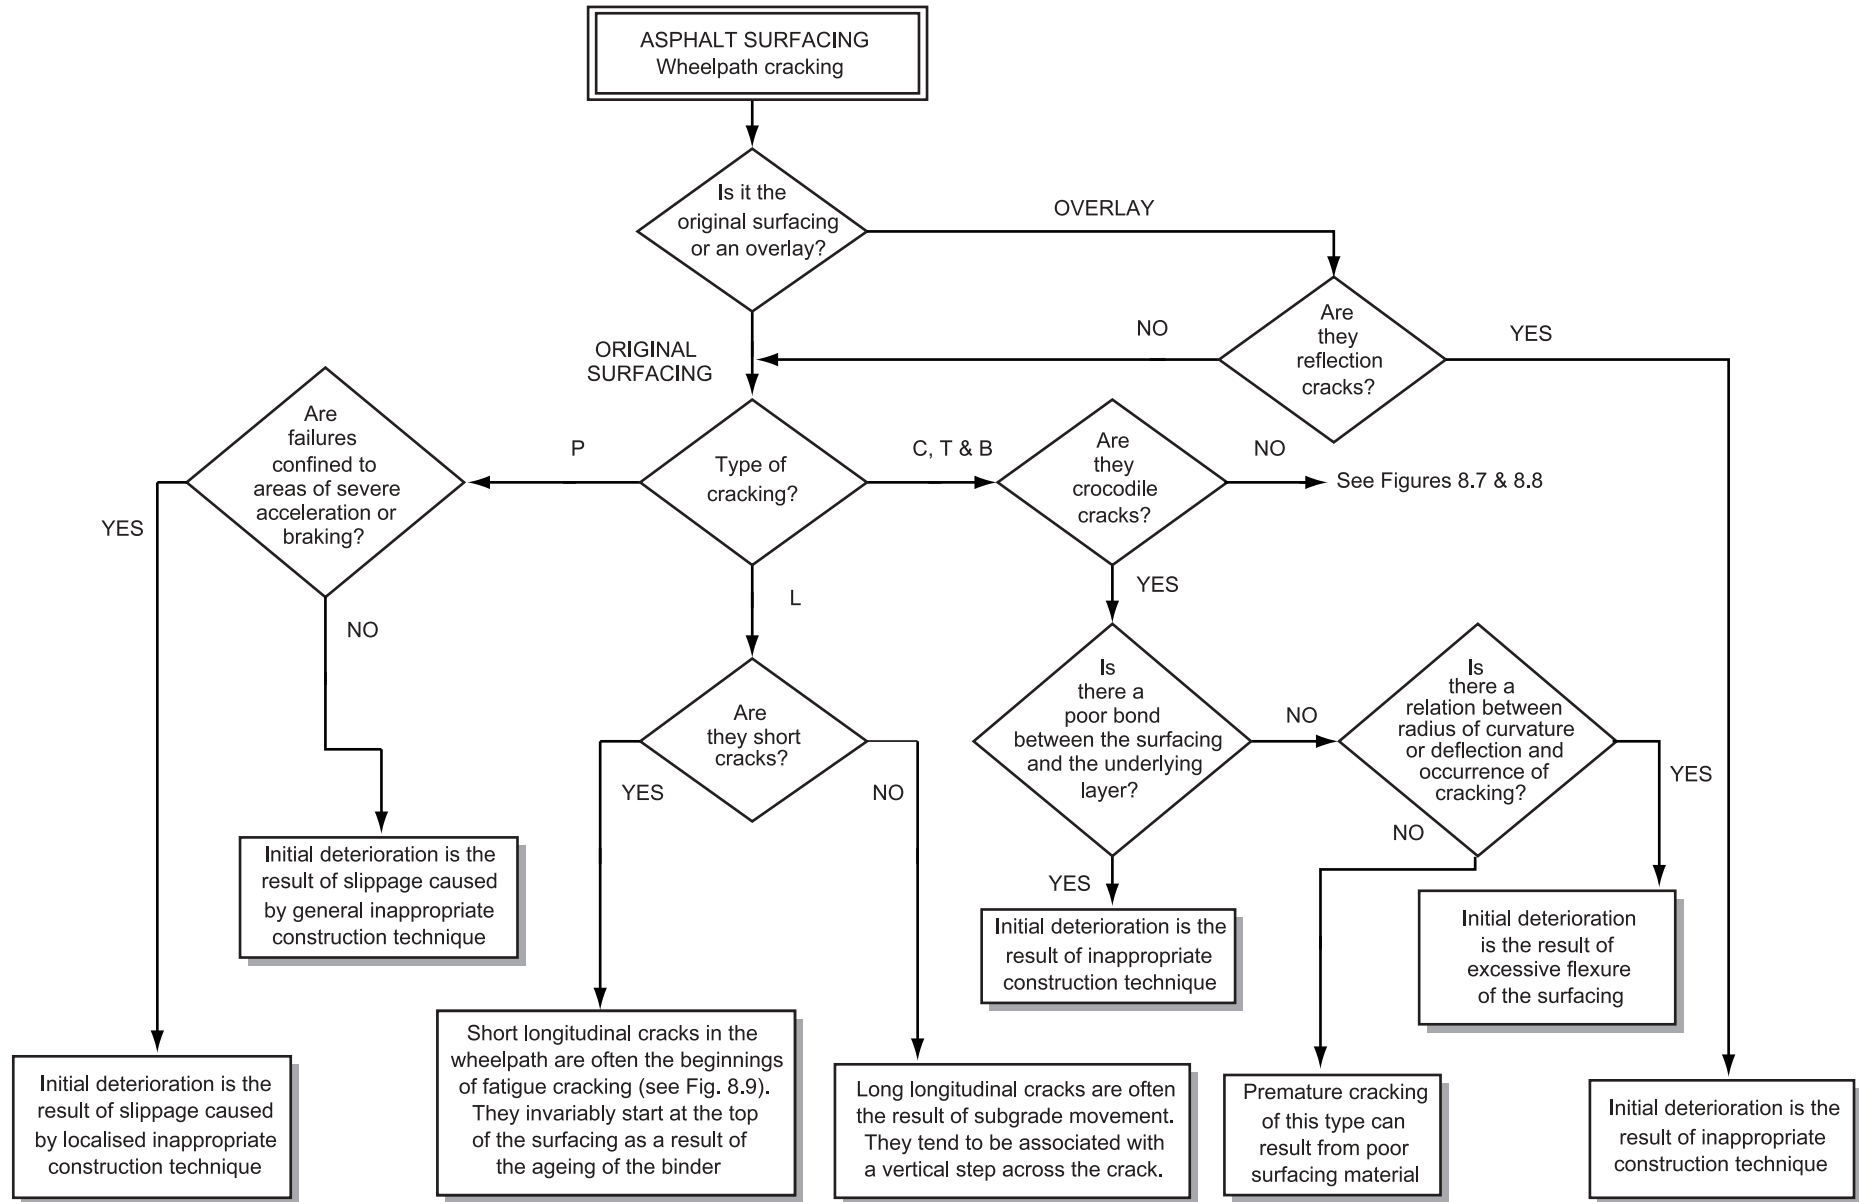 ASPHALT SURFACING
Wheelpath cracking
Is it the
original surfacing
or an overlay?
OVERLAY
ORIGINAL
SURFACING
Are
they
reflection
cracks?
NO
YES
Are
failures
confined to
areas of severe
acceleration or
braking?
P
Type of
cracking?
C, T & B
Are
they
crocodile
cracks?
NO
See Figures 8.7 & 8.8
YES
NO
L
YES
Are
they short
cracks?
YES
NO
Is
there a
poor bond
between the surfacing
and the underlying
layer?
NO
Is
there a
relation between
radius of curvature
or deflection and
occurrence of
cracking?
YES
NO
YES
Initial deterioration is the
result of slippage caused
by general inappropriate
construction technique
Initial deterioration is the
result of inappropriate
construction technique
Initial deterioration
is the result of
excessive flexure
of the surfacing
Initial deterioration is the
result of slippage caused
by localised inappropriate
construction technique
Short longitudinal cracks in the
wheelpath are often the beginnings
of fatigue cracking (see Fig. 8.9).
They invariably start at the top
of the surfacing as a result of
the ageing of the binder
Long longitudinal cracks are often
the result of subgrade movement.
They tend to be associated with
a vertical step across the crack.
Premature cracking
of this type can
result from poor
surfacing material
Initial deterioration is the
result of inappropriate
construction technique